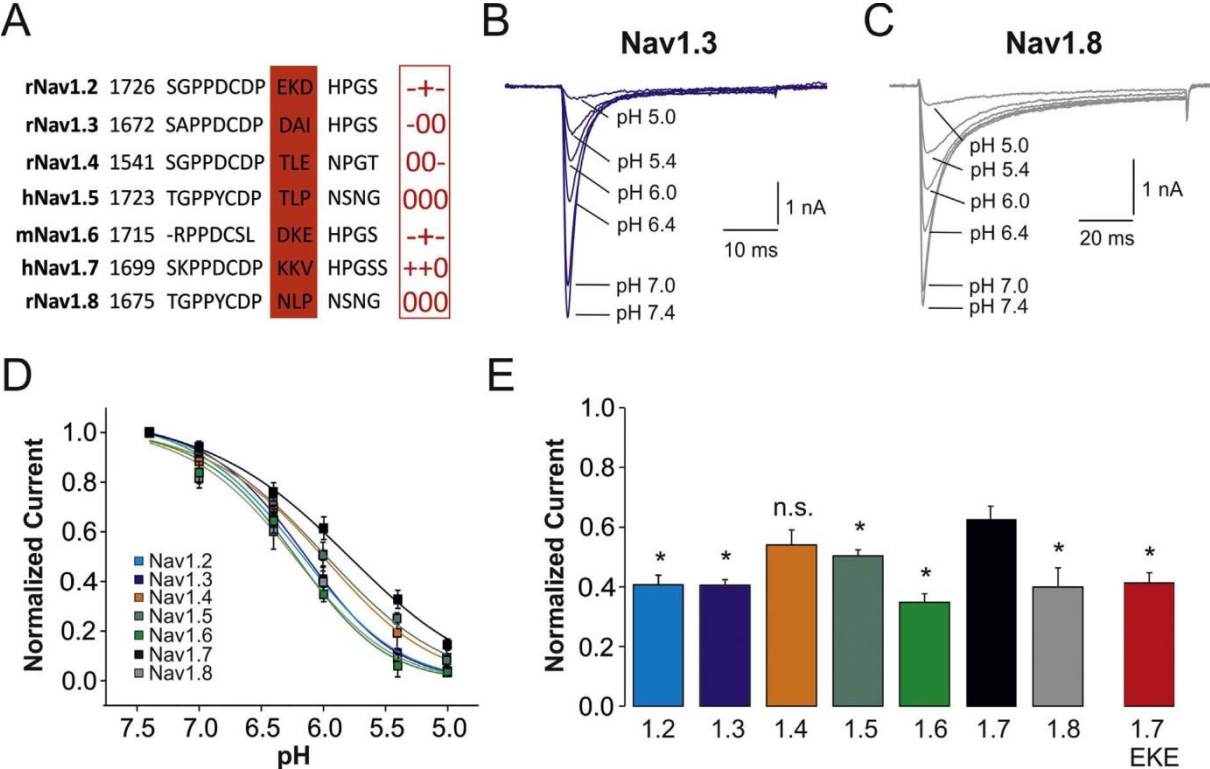 A
rNav1.2 1726 SGPPDCDP EKD HPGS -+-
rNav1.3 1672 SAPPDCDP DAI HPGS -00
rNav1.4 1541 SGPPDCDP TLE NPGT 00-
hNav1.5 1723 TGPPYCDP TLP NSNG 000
mNav1.6 1715 -RPPDCSL DKE HPGS -+-
hNav1.7 1699 SKPPDCDP KKV HPGSS ++0
rNav1.8 1675 TGPPYCDP NLP NSNG 000
B
Nav1.3
pH 5.0
pH 5.4
pH 6.0
pH 6.4
pH 7.0
pH 7.4
1 nA
10 ms
C
Nav1.8
pH 5.0
pH 5.4
pH 6.0
pH 6.4
pH 7.0
pH 7.4
1 nA
20 ms
D
Normalized Current
1.0
0.8
0.6
0.4
0.2
0.0
Nav1.2
Nav1.3
Nav1.4
Nav1.5
Nav1.6
Nav1.7
Nav1.8
7.5 7.0 6.5 6.0 5.5 5.0
pH
E
Normalized Current
1.0
0.8
0.6
0.4
0.2
0.0
* * n.s. * * * *
1.2 1.3 1.4 1.5 1.6 1.7 1.8 1.7
EKE